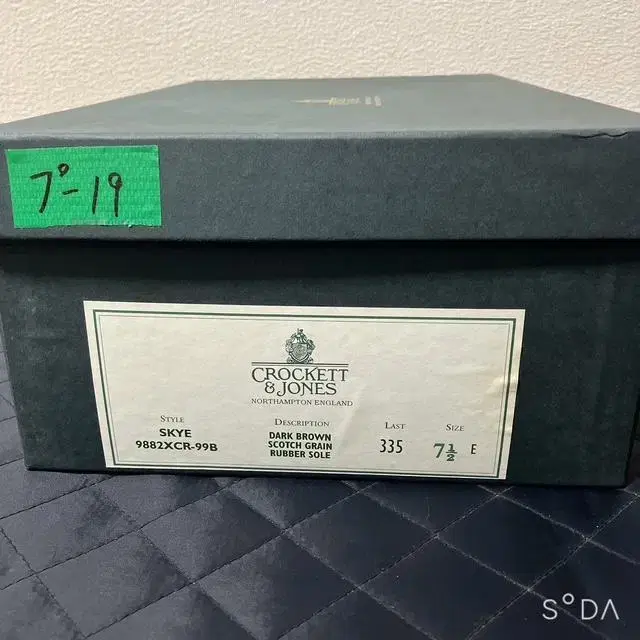 7°-19
CROCKETT
& JONES
NORTHAMPTON ENGLAND
STYLE
SKYE
9882XCR-99B
DESCRIPTION
DARK BROWN
SCOTCH GRAIN
RUBBER SOLE
LAST
335
SIZE
7½ E
S°DA